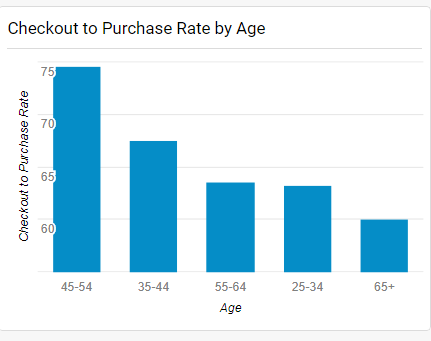 Checkout to Purchase Rate by Age
75
70
65
60
Checkout to Purchase Rate
45-54 35-44 55-64 25-34 65+
Age